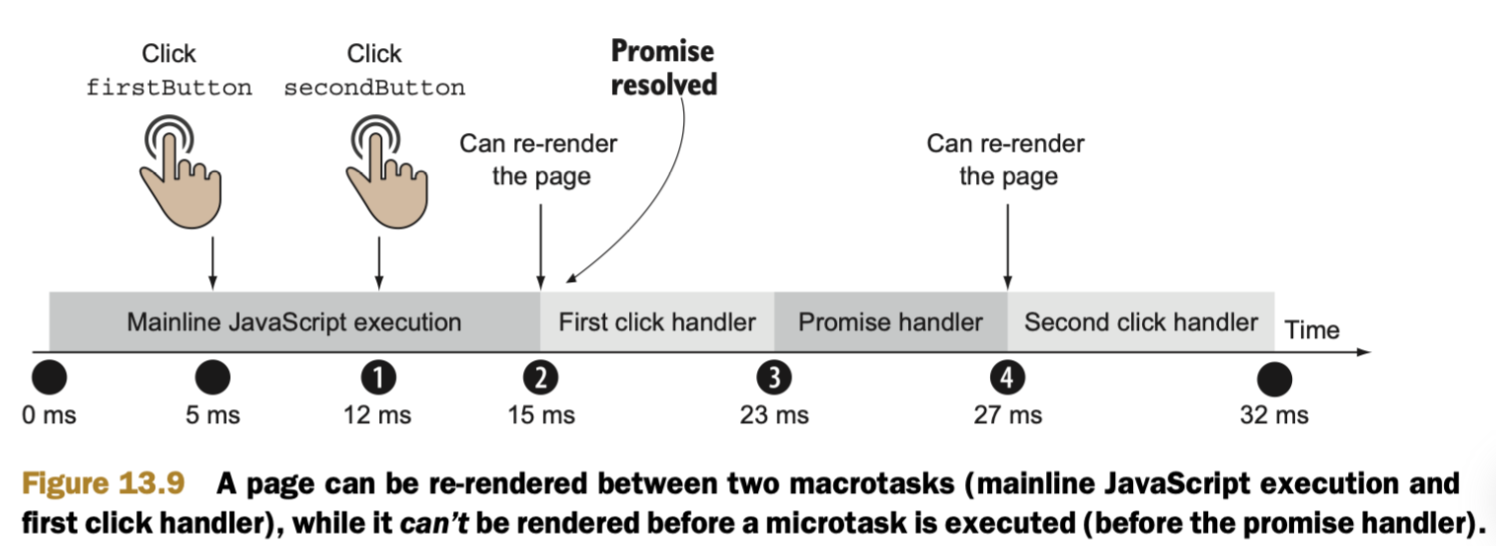 Click
firstButton
Click
secondButton
Promise
resolved
Can re-render
the page
Can re-render
the page
Mainline JavaScript execution
First click handler
Promise handler
Second click handler
Time
1
2
3
4
0 ms
5 ms
12 ms
15 ms
23 ms
27 ms
32 ms
Figure 13.9 A page can be re-rendered between two macrotasks (mainline JavaScript execution and
first click handler), while it can't be rendered before a microtask is executed (before the promise handler).